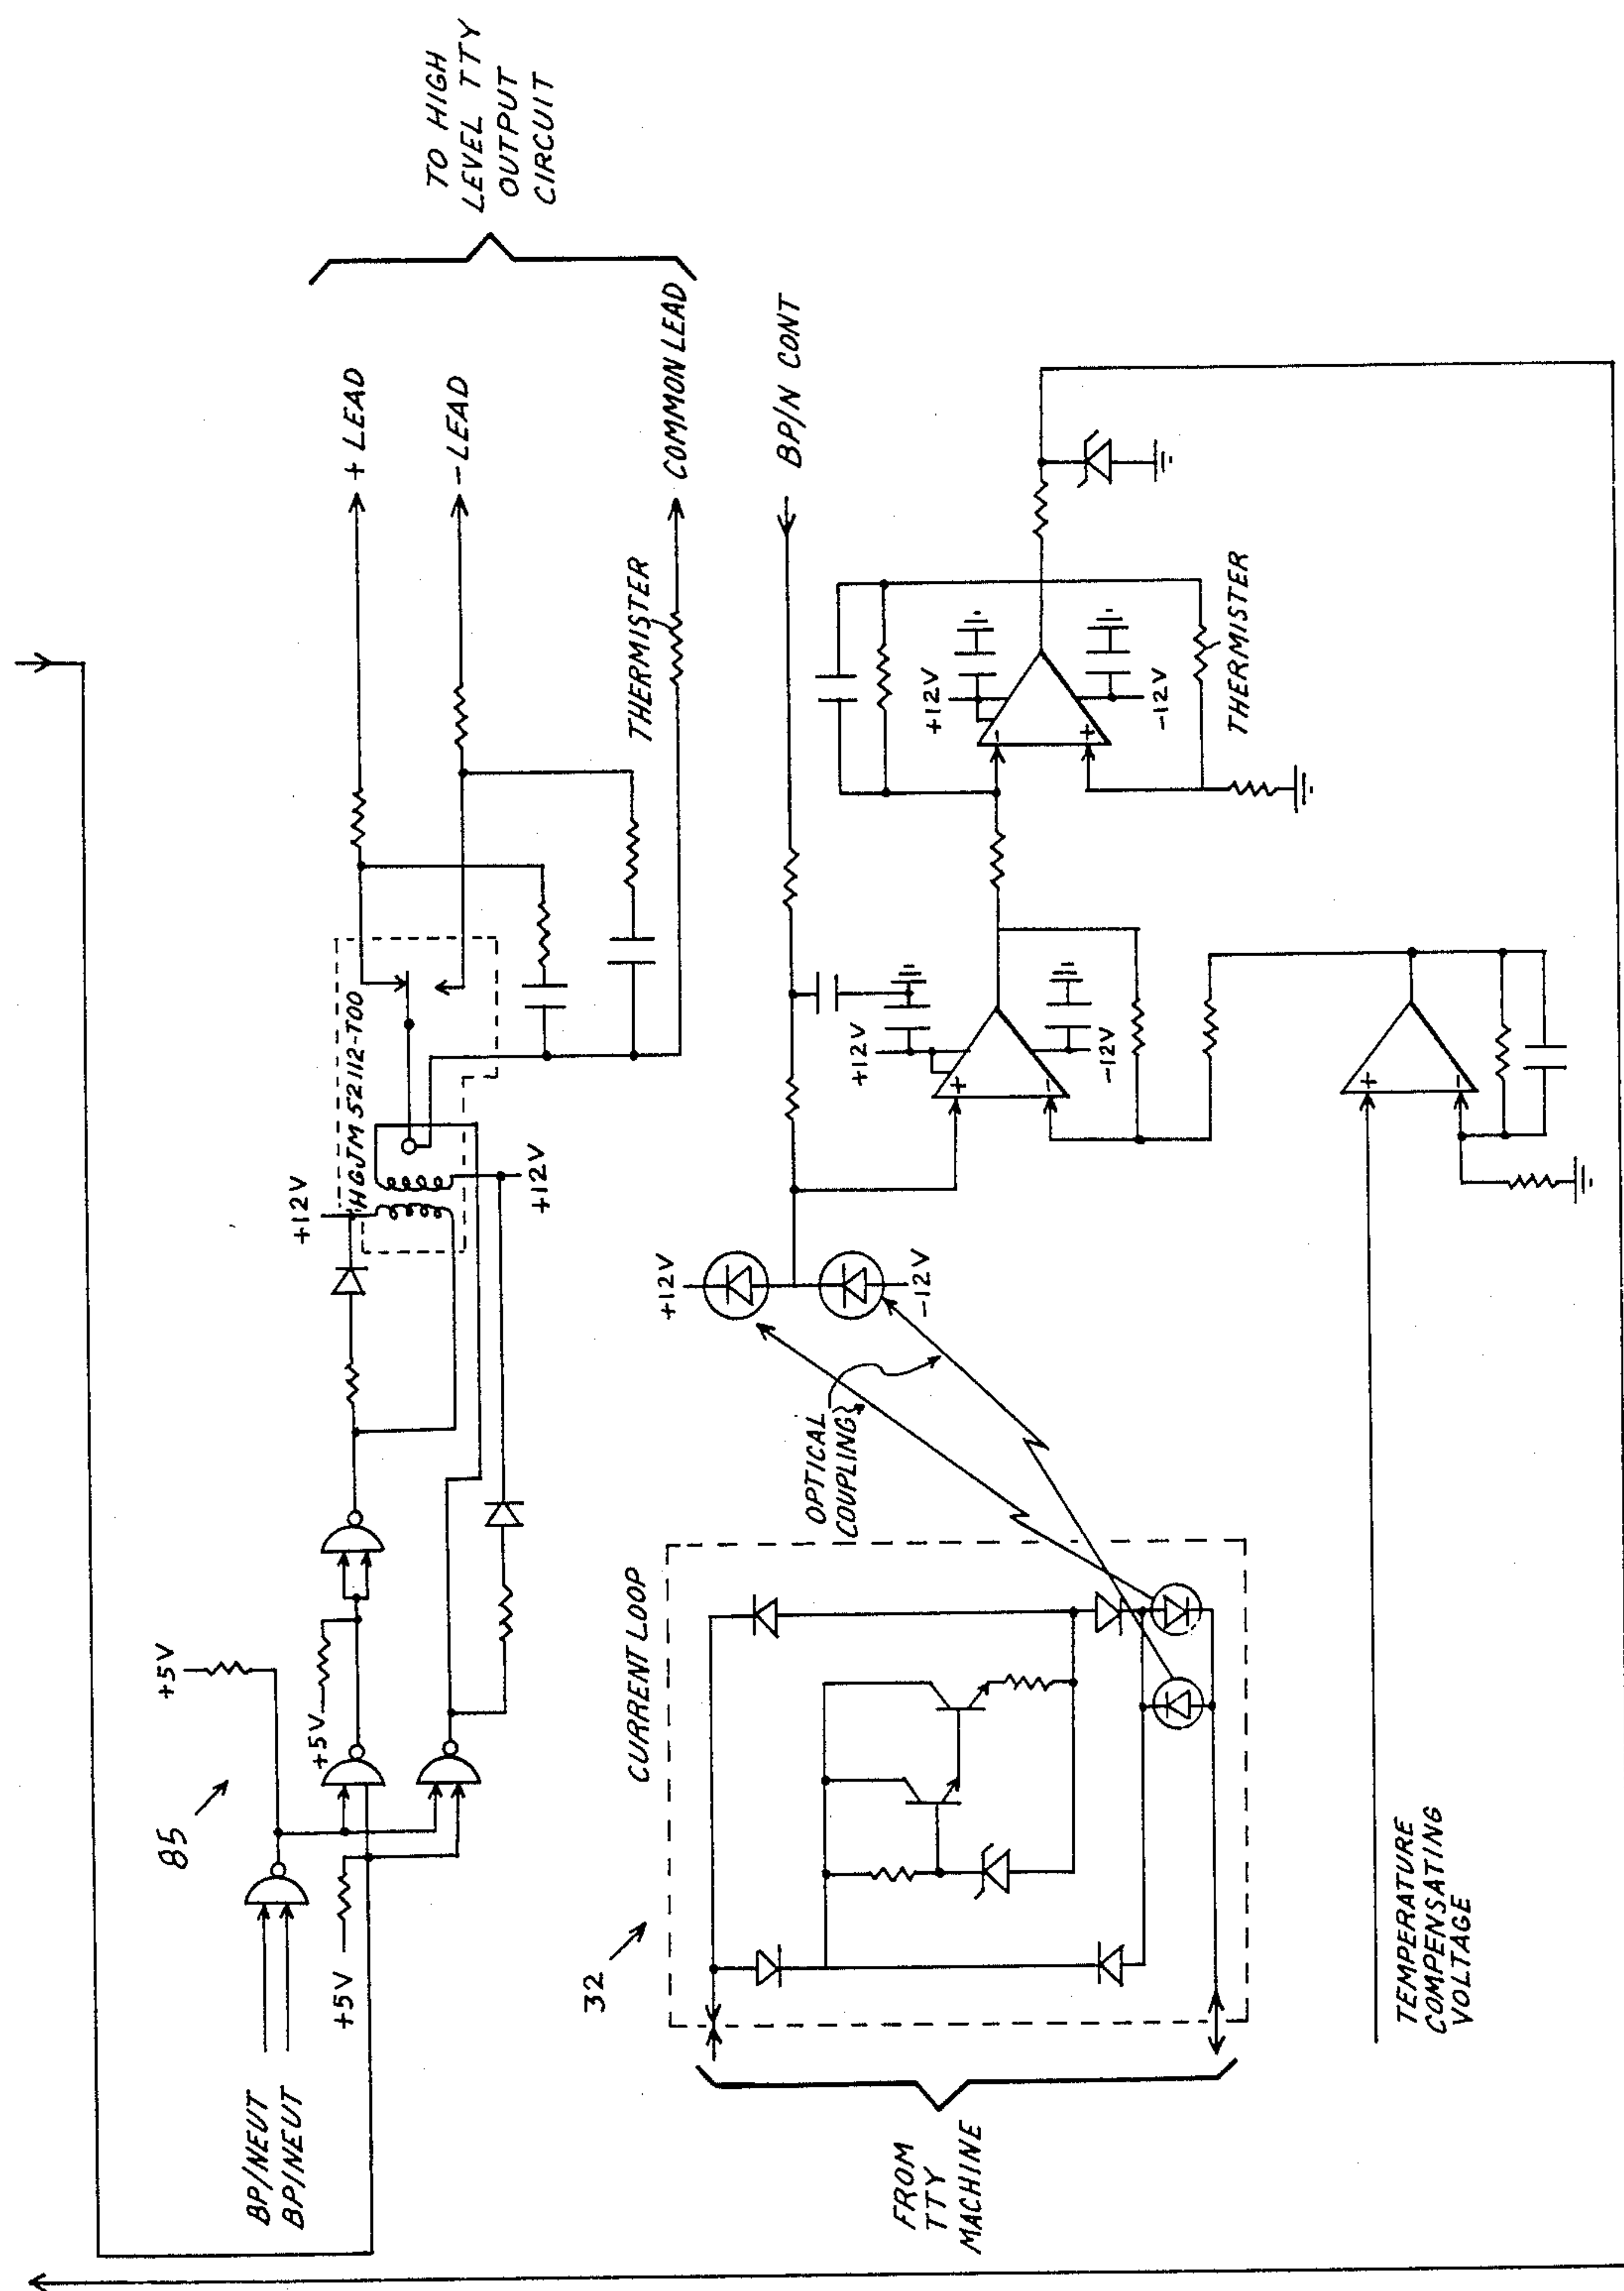 TO HIGH
LEVEL TTY
OUTPUT
CIRCUIT
+ LEAD
- LEAD
COMMON LEAD
THERMISTER
BP/N CONT
HGJM 52112-T00
+12V
+12V
+5V
+5V
85
+5V
BP/NEUT
BP/NEUT
CURRENT LOOP
32
OPTICAL
COUPLING
+12V
-12V
+12V
-12V
+
-
+12V
-12V
-
+
THERMISTER
+
-
FROM
TTY
MACHINE
TEMPERATURE
COMPENSATING
VOLTAGE